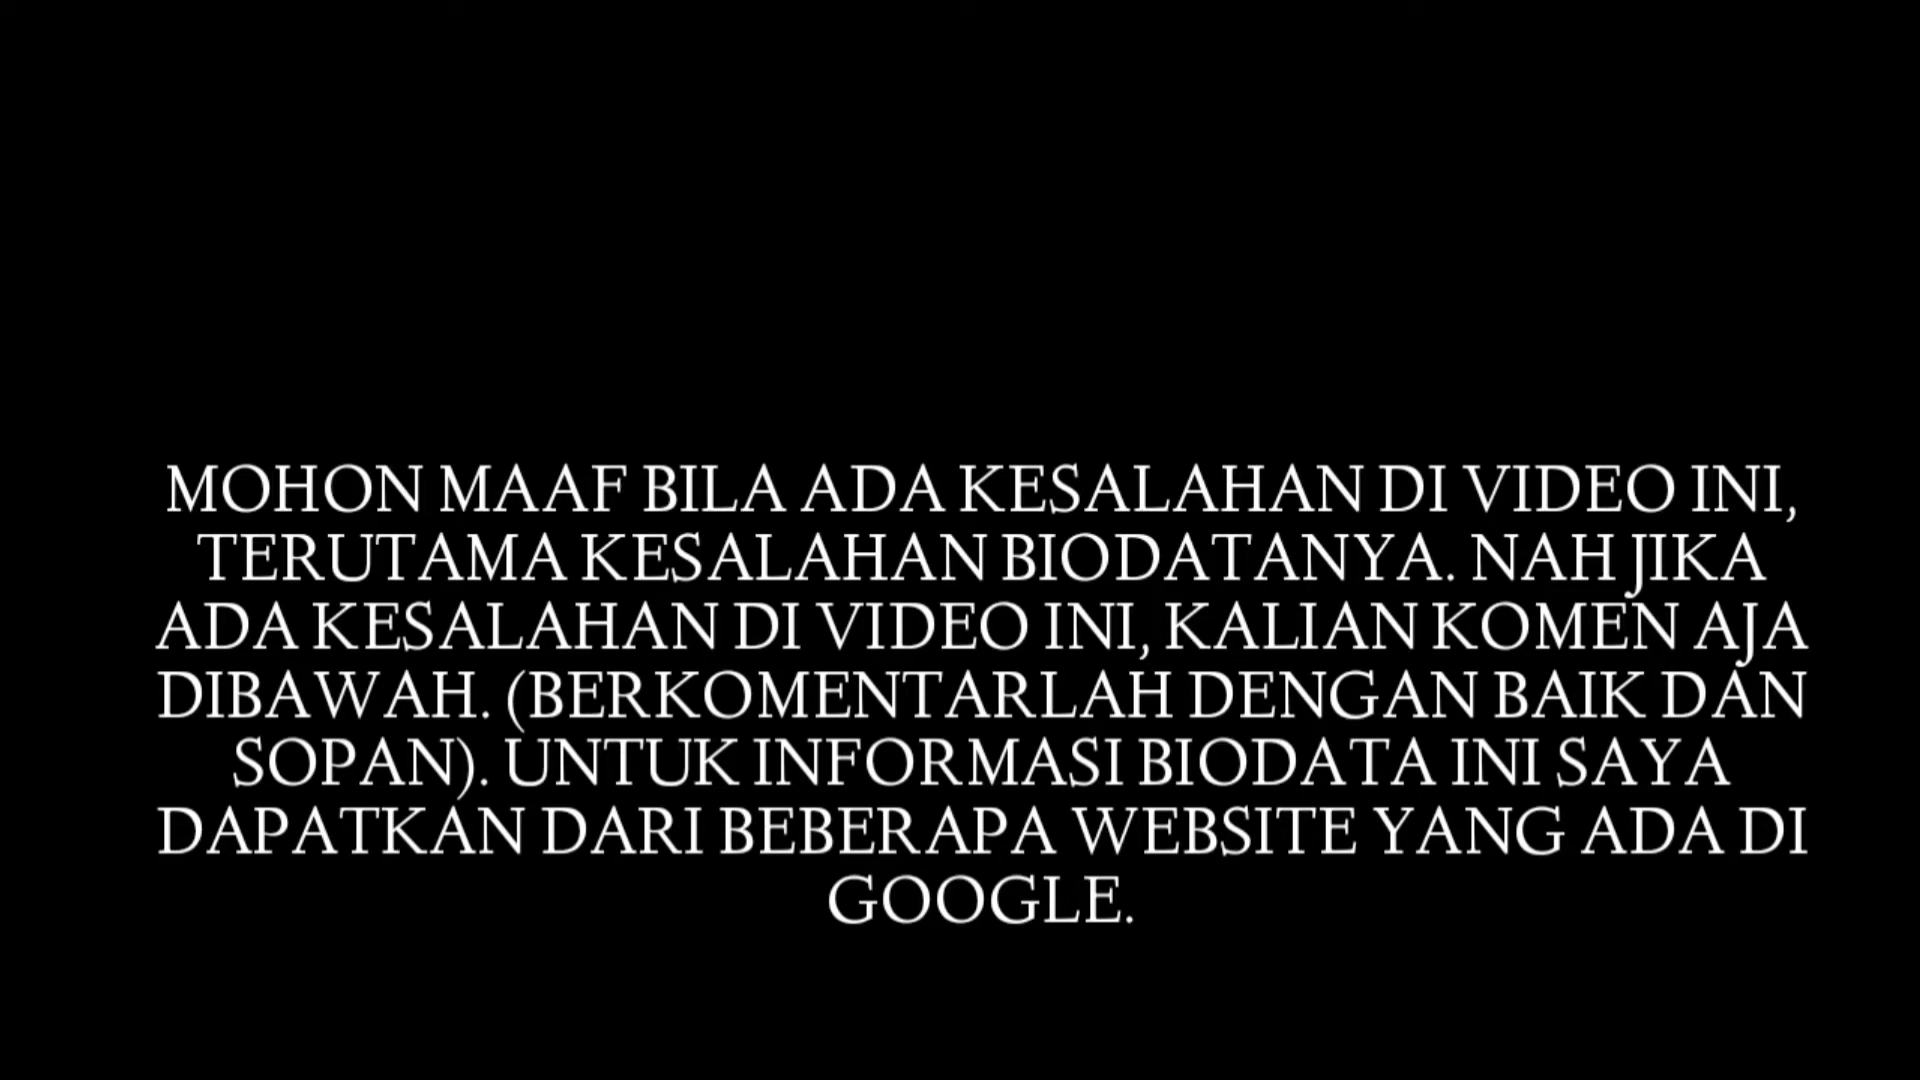 MOHON MAAF BILA ADA KESALAHAN DI VIDEO INI,
TERUTAMA KESALAHAN BIODATANYA. NAH JIKA
ADA KESALAHAN DI VIDEO INI, KALIAN KOMEN AJA
DIBAWAH. (BERKOMENTARLAH DENGAN BAIK DAN
SOPAN). UNTUK INFORMASI BIODATA INI SAYA
DAPATKAN DARI BEBERAPA WEBSITE YANG ADA DI
GOOGLE.